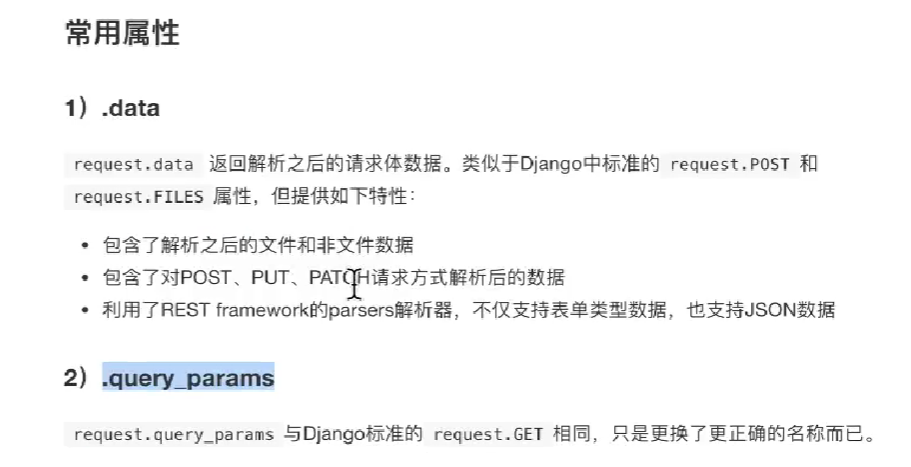 常用属性
1）.data
request.data 返回解析之后的请求体数据。类似于Django中标准的 request.POST 和
request.FILES 属性，但提供如下特性：
• 包含了解析之后的文件和非文件数据
• 包含了对POST、PUT、PATCH请求方式解析后的数据
• 利用了REST framework的parsers解析器，不仅支持表单类型数据，也支持JSON数据
2）.query_params
request.query_params 与Django标准的 request.GET 相同，只是更换了更正确的名称而已。